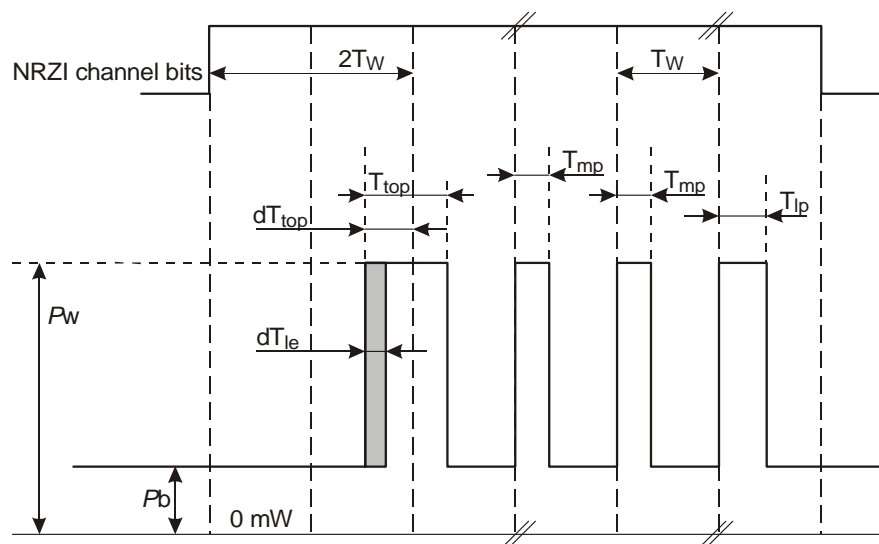 NRZI channel bits
2TW
TW
Tmp
Ttop
Tmp
Tlp
dTtop
Pw
dTle
Pb
0 mW